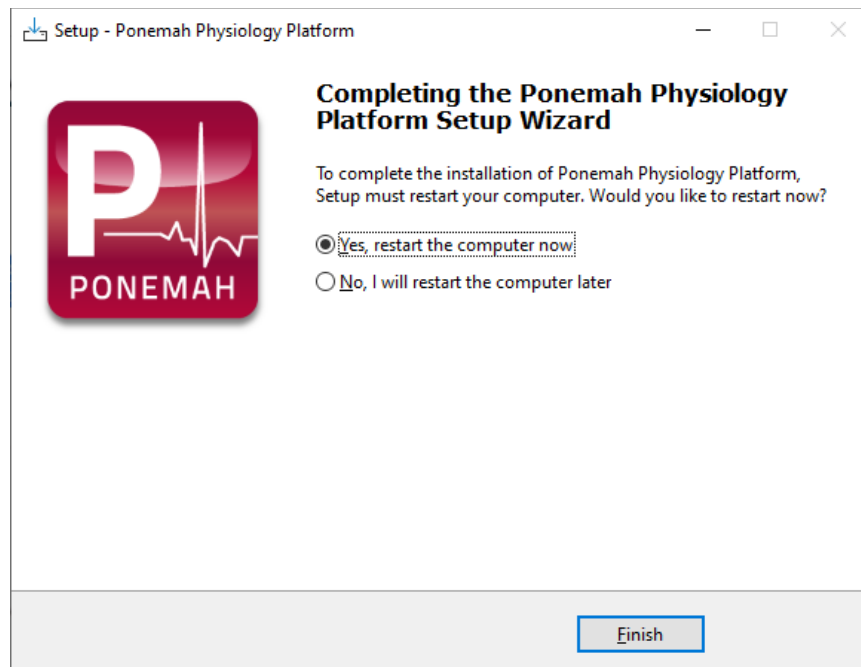 Setup - Ponemah Physiology Platform
Completing the Ponemah Physiology
Platform Setup Wizard
To complete the installation of Ponemah Physiology Platform,
Setup must restart your computer. Would you like to restart now?
Yes, restart the computer now
No, I will restart the computer later
P
PONEMAH
Finish